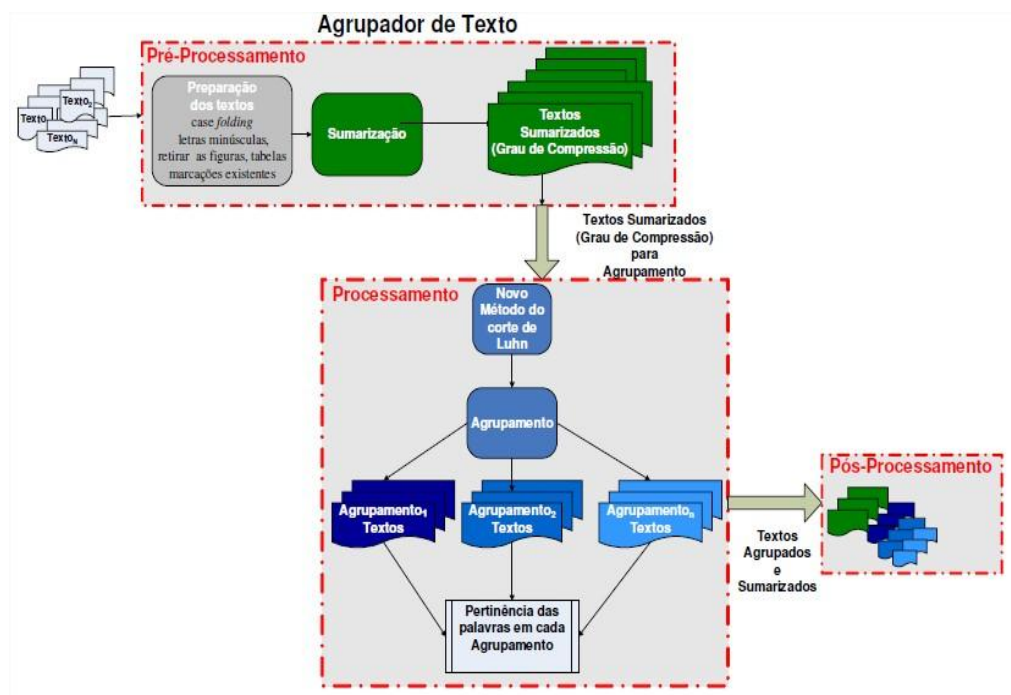 Agrupador de Texto
Pré-Processamento
Texto₂
Texto
Textoɴ
Preparação
dos textos
case folding
letras minúsculas,
retirar as figuras, tabelas
marcações existentes
Sumarização
Textos
Sumarizados
(Grau de Compressão)
Textos Sumarizados
(Grau de Compressão)
para
Agrupamento
Processamento
Novo
Método do
corte de
Luhn
Agrupamento
Agrupamento₁
Textos
Agrupamento₂
Textos
Agrupamentoₙ
Textos
Pertinência das
palavras em cada
Agrupamento
Textos
Agrupados
e
Sumarizados
Pós-Processamento